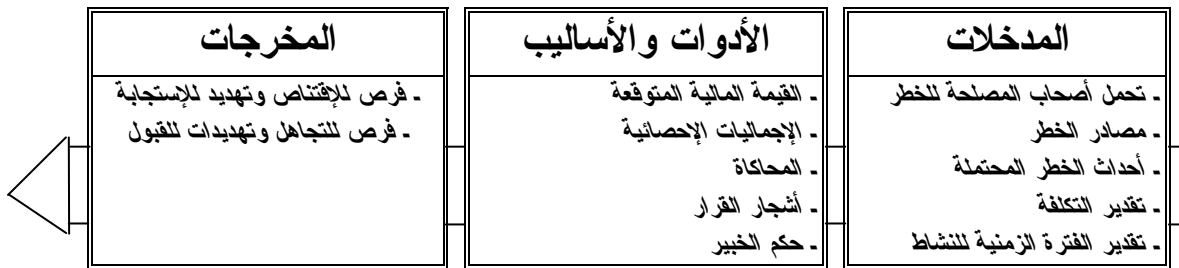 المدخلات
ـ تحمل أصحاب المصلحة للخطر
ـ مصادر الخطر
ـ أحداث الخطر المحتملة
ـ تقدير التكلفة
ـ تقدير الفترة الزمنية للنشاط
الأدوات والأساليب
ـ القيمة المالية المتوقعة
ـ الإجماليات الإحصائية
ـ المحاكاة
ـ أشجار القرار
ـ حكم الخبير
المخرجات
ـ فرص للإقتناص وتهديد للإستجابة
ـ فرص للتجاهل وتهديدات للقبول